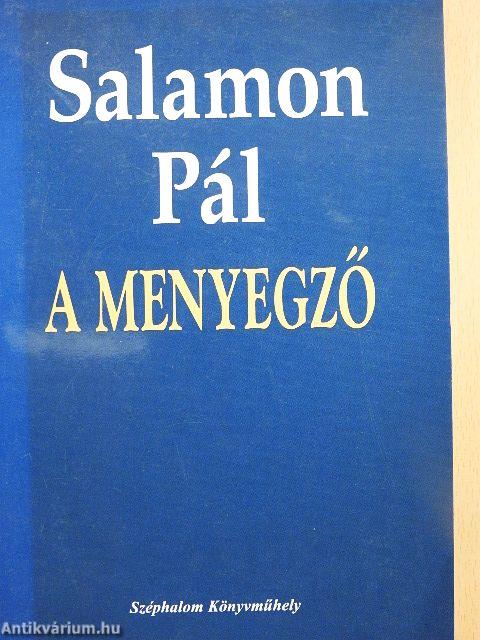 Salamon
Pál
A MENYEGZŐ
Széphalom Könyvműhely
Antikvárium.hu